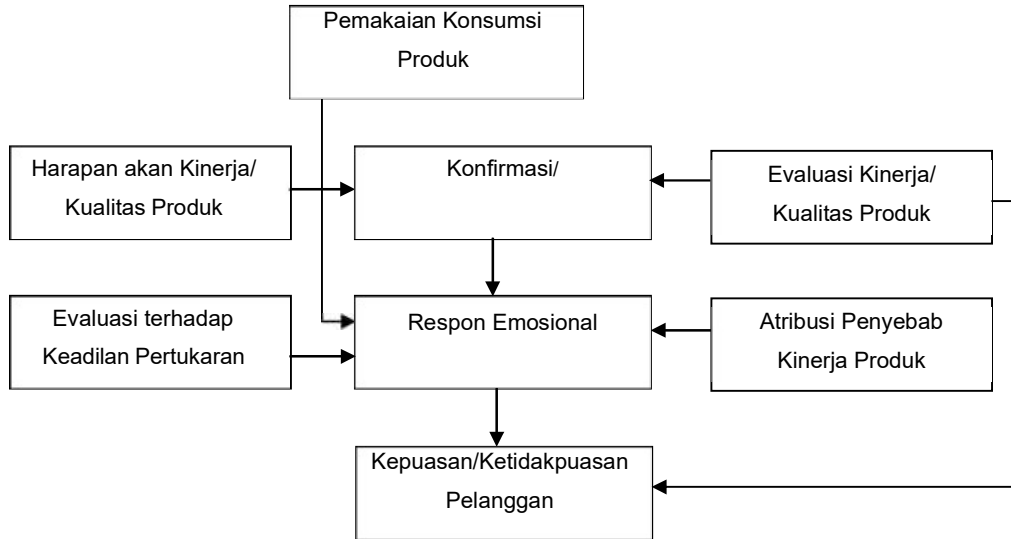 Pemakaian Konsumsi
Produk
Harapan akan Kinerja/
Kualitas Produk
Konfirmasi/
Evaluasi Kinerja/
Kualitas Produk
Evaluasi terhadap
Keadilan Pertukaran
Respon Emosional
Atribusi Penyebab
Kinerja Produk
Kepuasan/Ketidakpuasan
Pelanggan